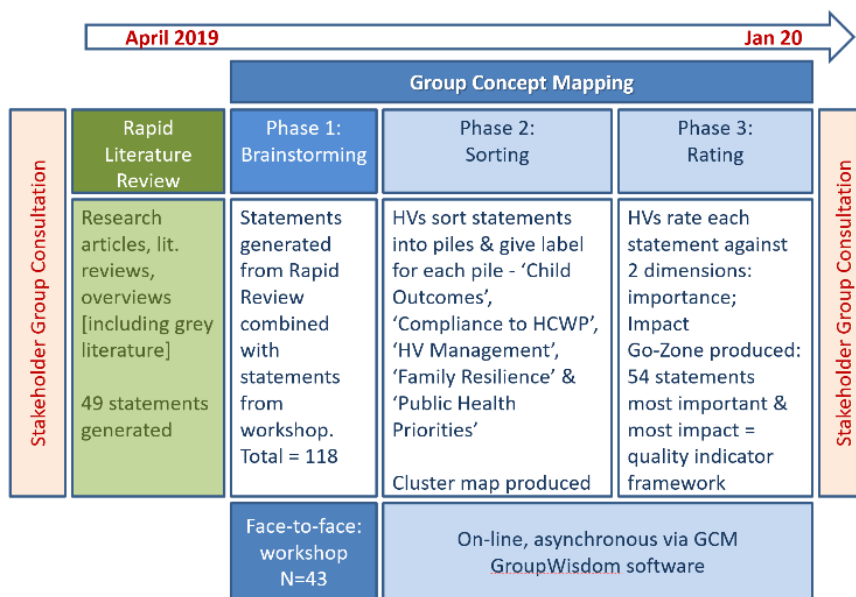 April 2019
Jan 20
Group Concept Mapping
Stakeholder Group Consultation
Rapid
Literature
Review
Research
articles, lit.
reviews,
overviews
[including grey
literature]
49 statements
generated
Phase 1:
Brainstorming
Statements
generated
from Rapid
Review
combined
with
statements
from
workshop.
Total = 118
Face-to-face:
workshop
N=43
Phase 2:
Sorting
HVs sort statements
into piles & give label
for each pile - ‘Child
Outcomes’,
‘Compliance to HCWP’,
‘HV Management’,
‘Family Resilience’ &
‘Public Health
Priorities’
Cluster map produced
Phase 3:
Rating
HVs rate each
statement against
2 dimensions:
importance;
Impact
Go-Zone produced:
54 statements
most important &
most impact =
quality indicator
framework
On-line, asynchronous via GCM
GroupWisdom software
Stakeholder Group Consultation